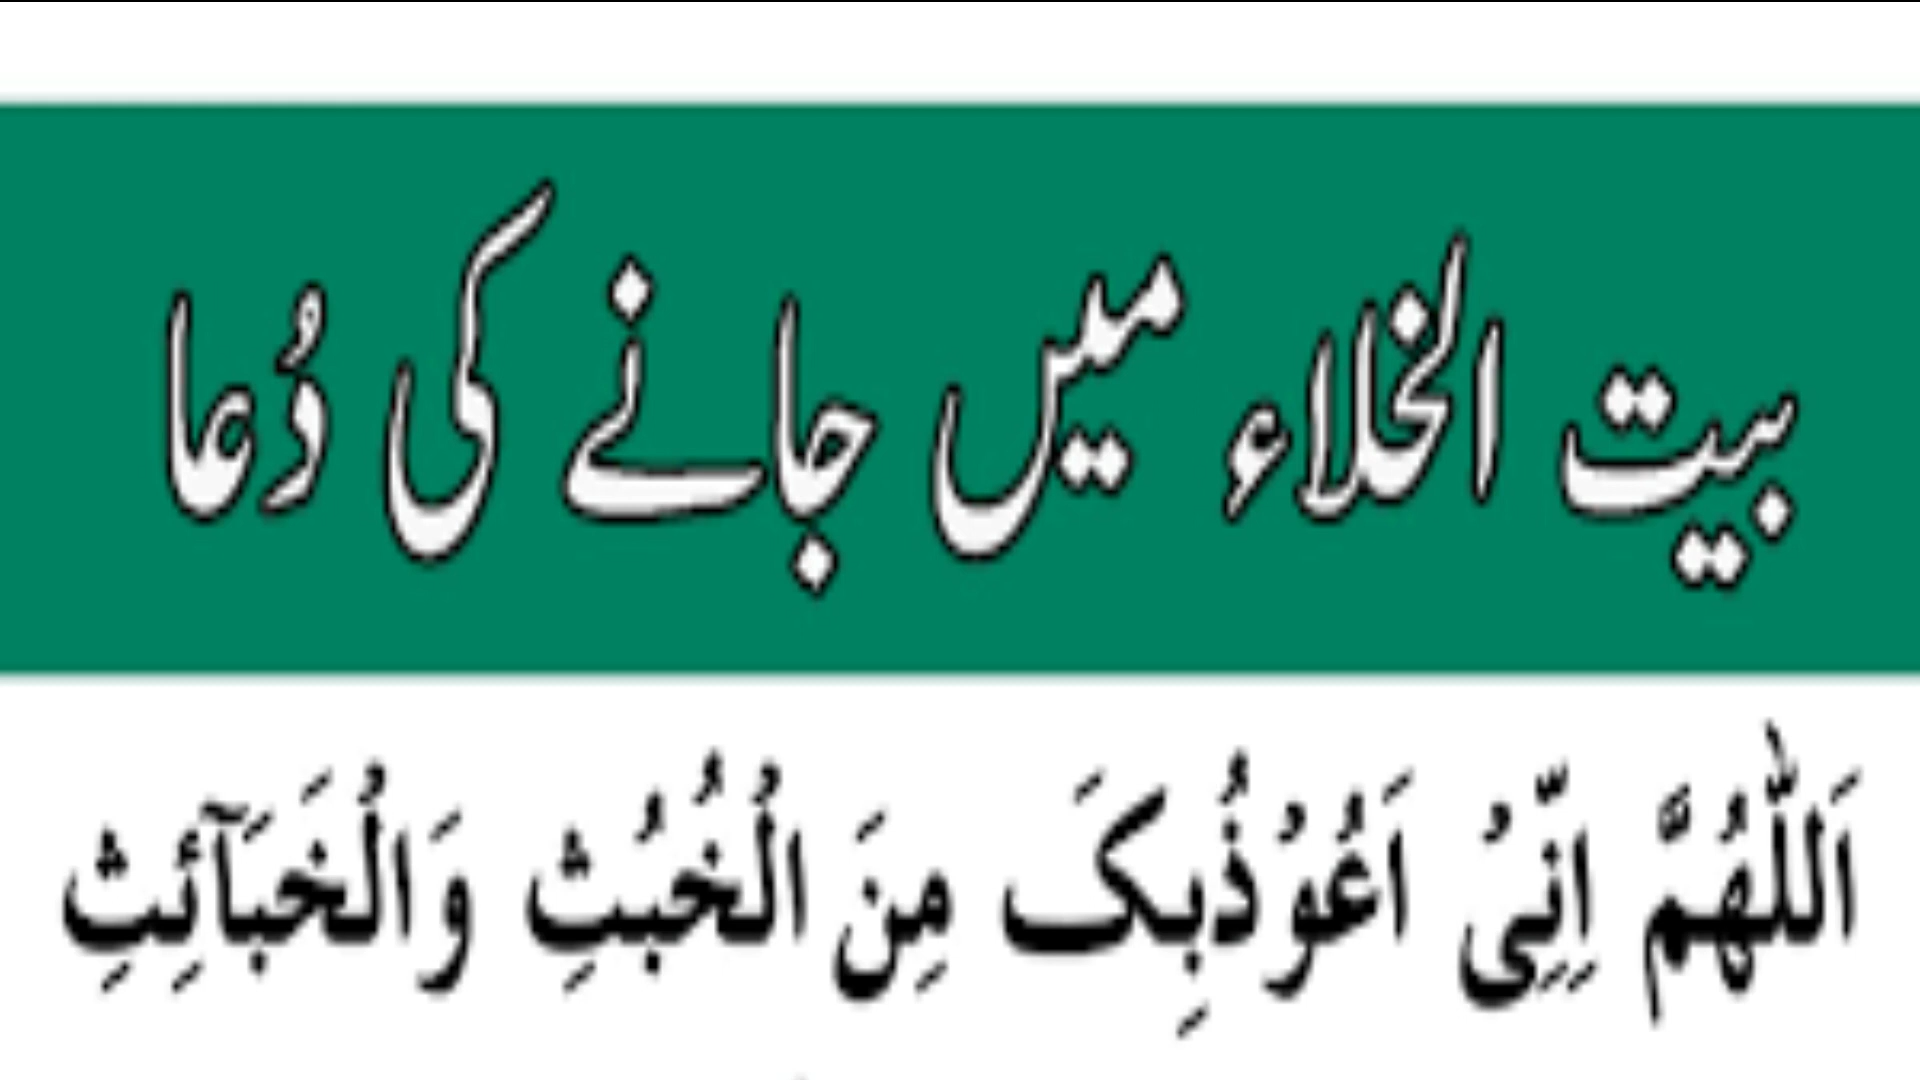 بیت الخلاء میں جانے کی دُعا
اَللّٰهُمَّ اِنِّیْ اَعُوْذُبِکَ مِنَ الْخُبُثِ وَالْخَبَآئِثِ